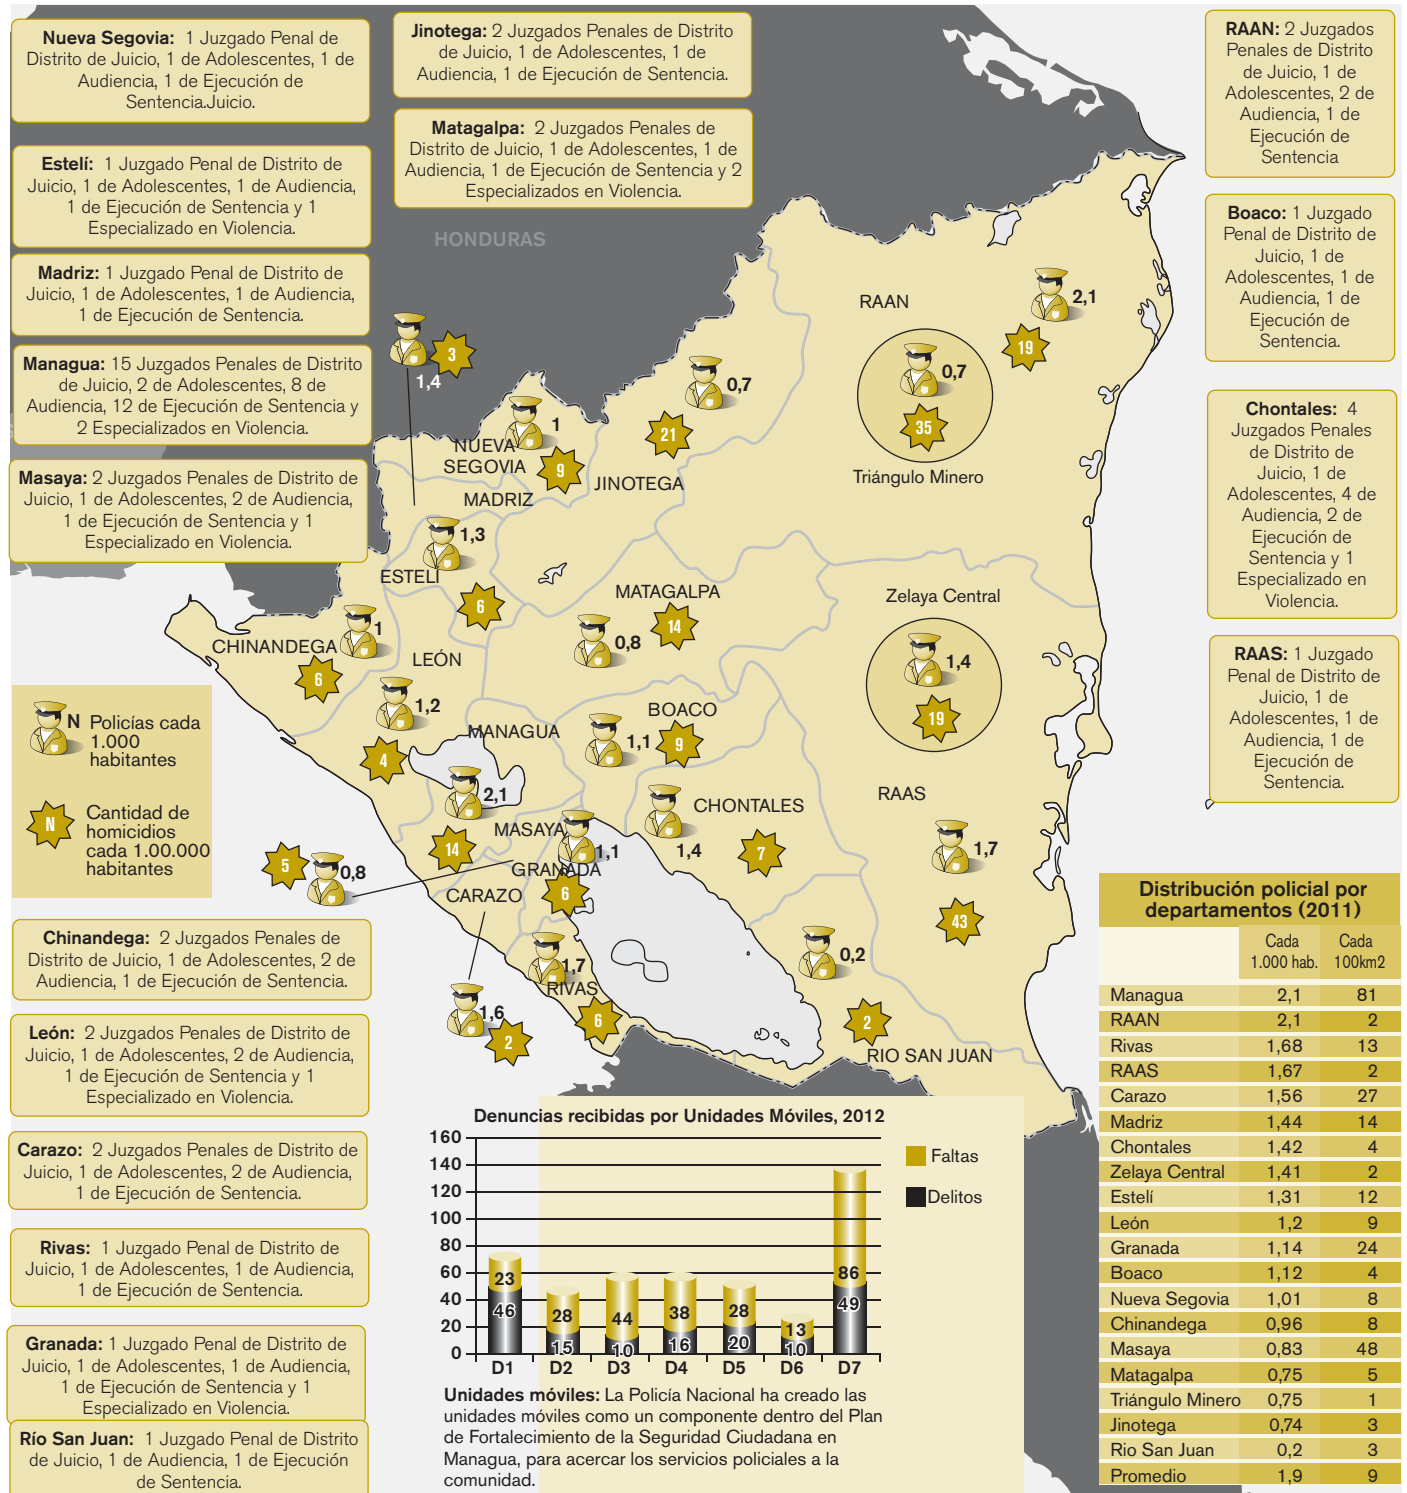 Nueva Segovia: 1 Juzgado Penal de
Distrito de Juicio, 1 de Adolescentes, 1 de
Audiencia, 1 de Ejecución de
Sentencia.Juicio.
Estelí: 1 Juzgado Penal de Distrito de
Juicio, 1 de Adolescentes, 1 de Audiencia,
1 de Ejecución de Sentencia y 1
Especializado en Violencia.
Madriz: 1 Juzgado Penal de Distrito de
Juicio, 1 de Adolescentes, 1 de Audiencia,
1 de Ejecución de Sentencia.
Managua: 15 Juzgados Penales de Distrito
de Juicio, 2 de Adolescentes, 8 de
Audiencia, 12 de Ejecución de Sentencia y
2 Especializados en Violencia.
Masaya: 2 Juzgados Penales de Distrito de
Juicio, 1 de Adolescentes, 2 de Audiencia,
1 de Ejecución de Sentencia y 1
Especializado en Violencia.
Jinotega: 2 Juzgados Penales de Distrito
de Juicio, 1 de Adolescentes, 1 de
Audiencia, 1 de Ejecución de Sentencia.
Matagalpa: 2 Juzgados Penales de
Distrito de Juicio, 1 de Adolescentes, 1 de
Audiencia, 1 de Ejecución de Sentencia y 2
Especializados en Violencia.
RAAN: 2 Juzgados
Penales de Distrito
de Juicio, 1 de
Adolescentes, 2 de
Audiencia, 1 de
Ejecución de
Sentencia
Boaco: 1 Juzgado
Penal de Distrito de
Juicio, 1 de
Adolescentes, 1 de
Audiencia, 1 de
Ejecución de
Sentencia.
Chontales: 4
Juzgados Penales
de Distrito de
Juicio, 1 de
Adolescentes, 4 de
Audiencia, 2 de
Ejecución de
Sentencia y 1
Especializado en
Violencia.
RAAS: 1 Juzgado
Penal de Distrito de
Juicio, 1 de
Adolescentes, 1 de
Audiencia, 1 de
Ejecución de
Sentencia.
HONDURAS
RAAN
2,1
19
0,7
35
Triángulo Minero
3
1,4
0,7
21
JINOTEGA
1
NUEVA
SEGOVIA
9
MADRIZ
1,3
ESTELÍ
6
MATAGALPA
14
0,8
Zelaya Central
1,4
19
1
CHINANDEGA
6
LEÓN
1,2
4
MANAGUA
2,1
14
BOACO
1,1
9
CHONTALES
1,4
7
RAAS
1,7
43
MASAYA
5
0,8
1,1
GRANADA
6
CARAZO
1,6
2
1,7
RIVAS
6
0,2
2
RIO SAN JUAN
N Policías cada
1.000
habitantes
N
Cantidad de
homicidios
cada 1.00.000
habitantes
Chinandega: 2 Juzgados Penales de
Distrito de Juicio, 1 de Adolescentes, 2 de
Audiencia, 1 de Ejecución de Sentencia.
León: 2 Juzgados Penales de Distrito de
Juicio, 1 de Adolescentes, 2 de Audiencia,
1 de Ejecución de Sentencia y 1
Especializado en Violencia.
Carazo: 2 Juzgados Penales de Distrito de
Juicio, 1 de Adolescentes, 2 de Audiencia,
1 de Ejecución de Sentencia.
Rivas: 1 Juzgado Penal de Distrito de
Juicio, 1 de Adolescentes, 1 de Audiencia,
1 de Ejecución de Sentencia.
Granada: 1 Juzgado Penal de Distrito de
Juicio, 1 de Adolescentes, 1 de Audiencia,
1 de Ejecución de Sentencia y 1
Especializado en Violencia.
Río San Juan: 1 Juzgado Penal de Distrito
de Juicio, 1 de Audiencia, 1 de Ejecución
de Sentencia.
Denuncias recibidas por Unidades Móviles, 2012
160
140
120
100
80
60
40
20
0
23
46
28
15
44
10
38
16
28
20
13
10
86
49
D1 D2 D3 D4 D5 D6 D7
Faltas
Delitos
Unidades móviles: La Policía Nacional ha creado las
unidades móviles como un componente dentro del Plan
de Fortalecimiento de la Seguridad Ciudadana en
Managua, para acercar los servicios policiales a la
comunidad.
Distribución policial por
departamentos (2011)
Cada Cada
1.000 hab. 100km2
Managua 2,1 81
RAAN 2,1 2
Rivas 1,68 13
RAAS 1,67 2
Carazo 1,56 27
Madriz 1,44 14
Chontales 1,42 4
Zelaya Central 1,41 2
Estelí 1,31 12
León 1,2 9
Granada 1,14 24
Boaco 1,12 4
Nueva Segovia 1,01 8
Chinandega 0,96 8
Masaya 0,83 48
Matagalpa 0,75 5
Triángulo Minero 0,75 1
Jinotega 0,74 3
Rio San Juan 0,2 3
Promedio 1,9 9